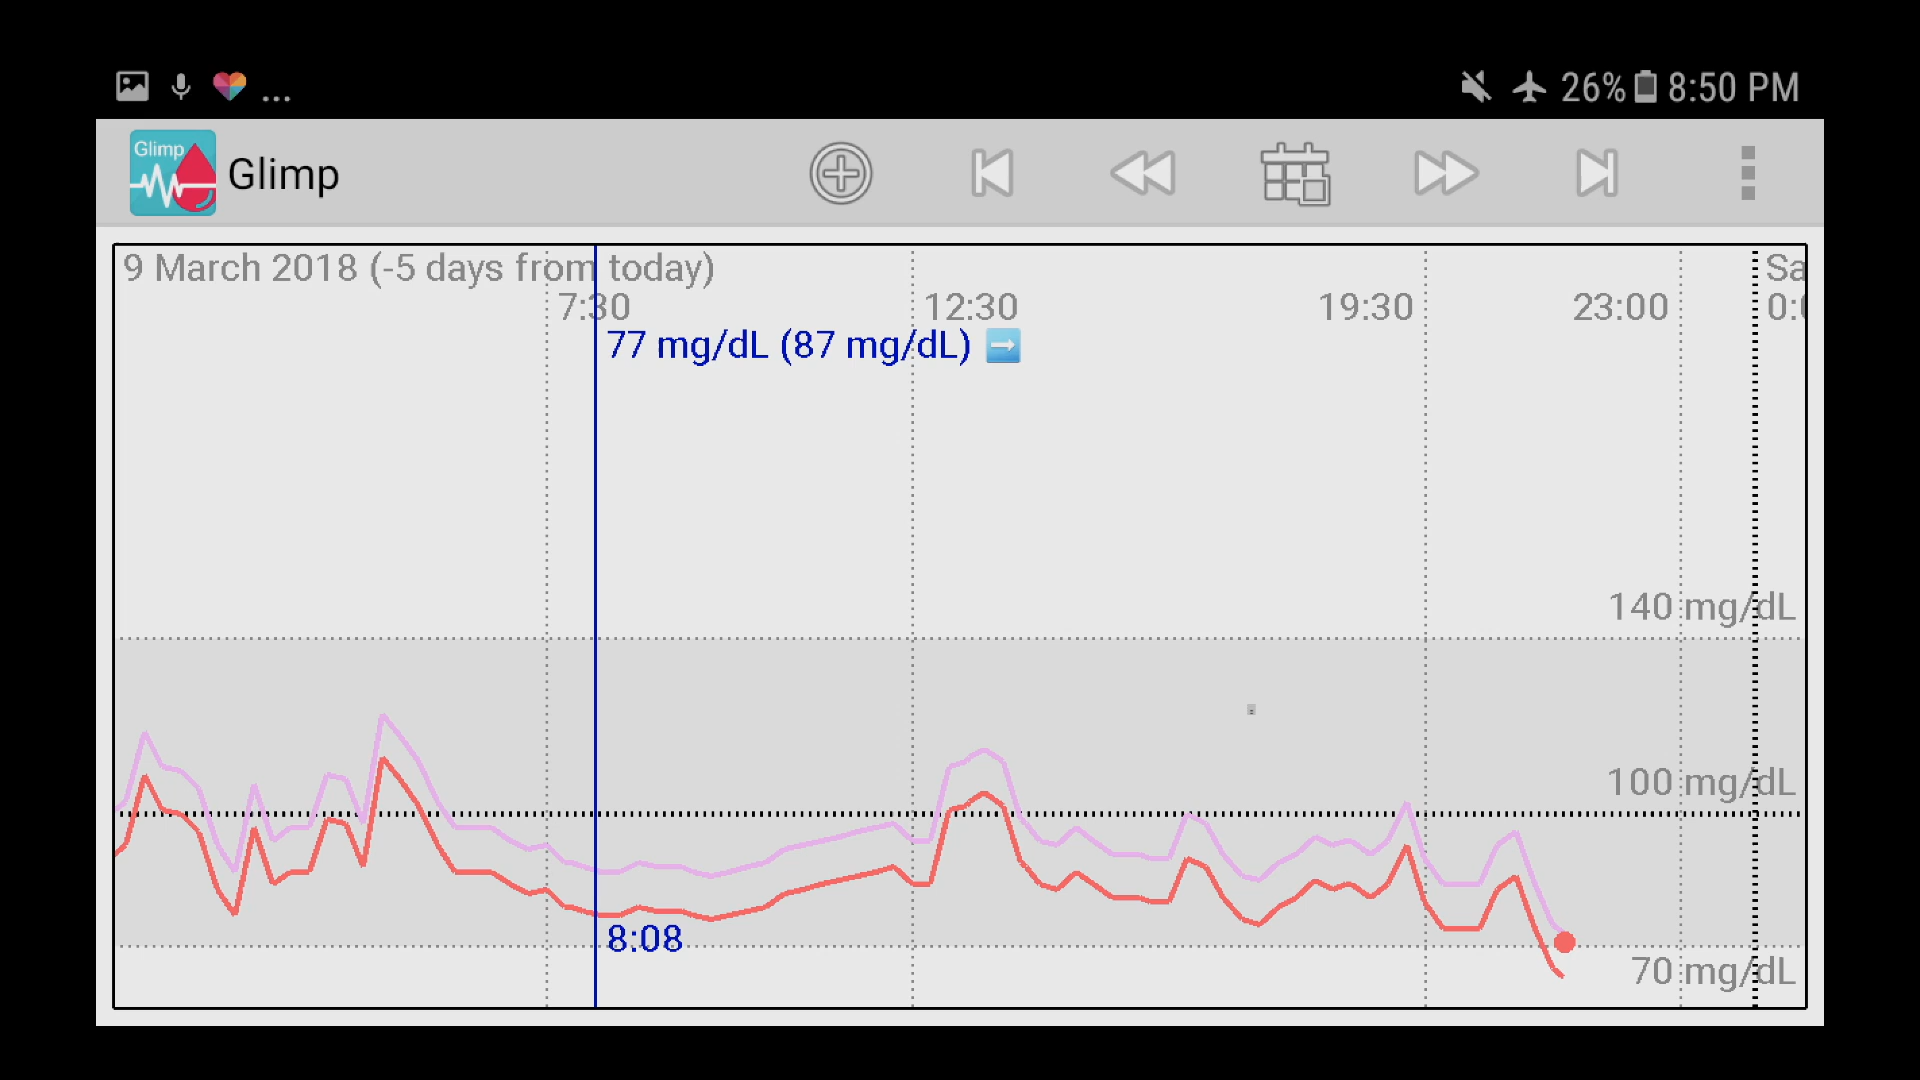 ... 26% 8:50 PM
Glimp Glimp
9 March 2018 (-5 days from today) Sa
7:30 12:30 19:30 23:00 0:
77 mg/dL (87 mg/dL) ➡
140 mg/dL
100 mg/dL
8:08
70 mg/dL